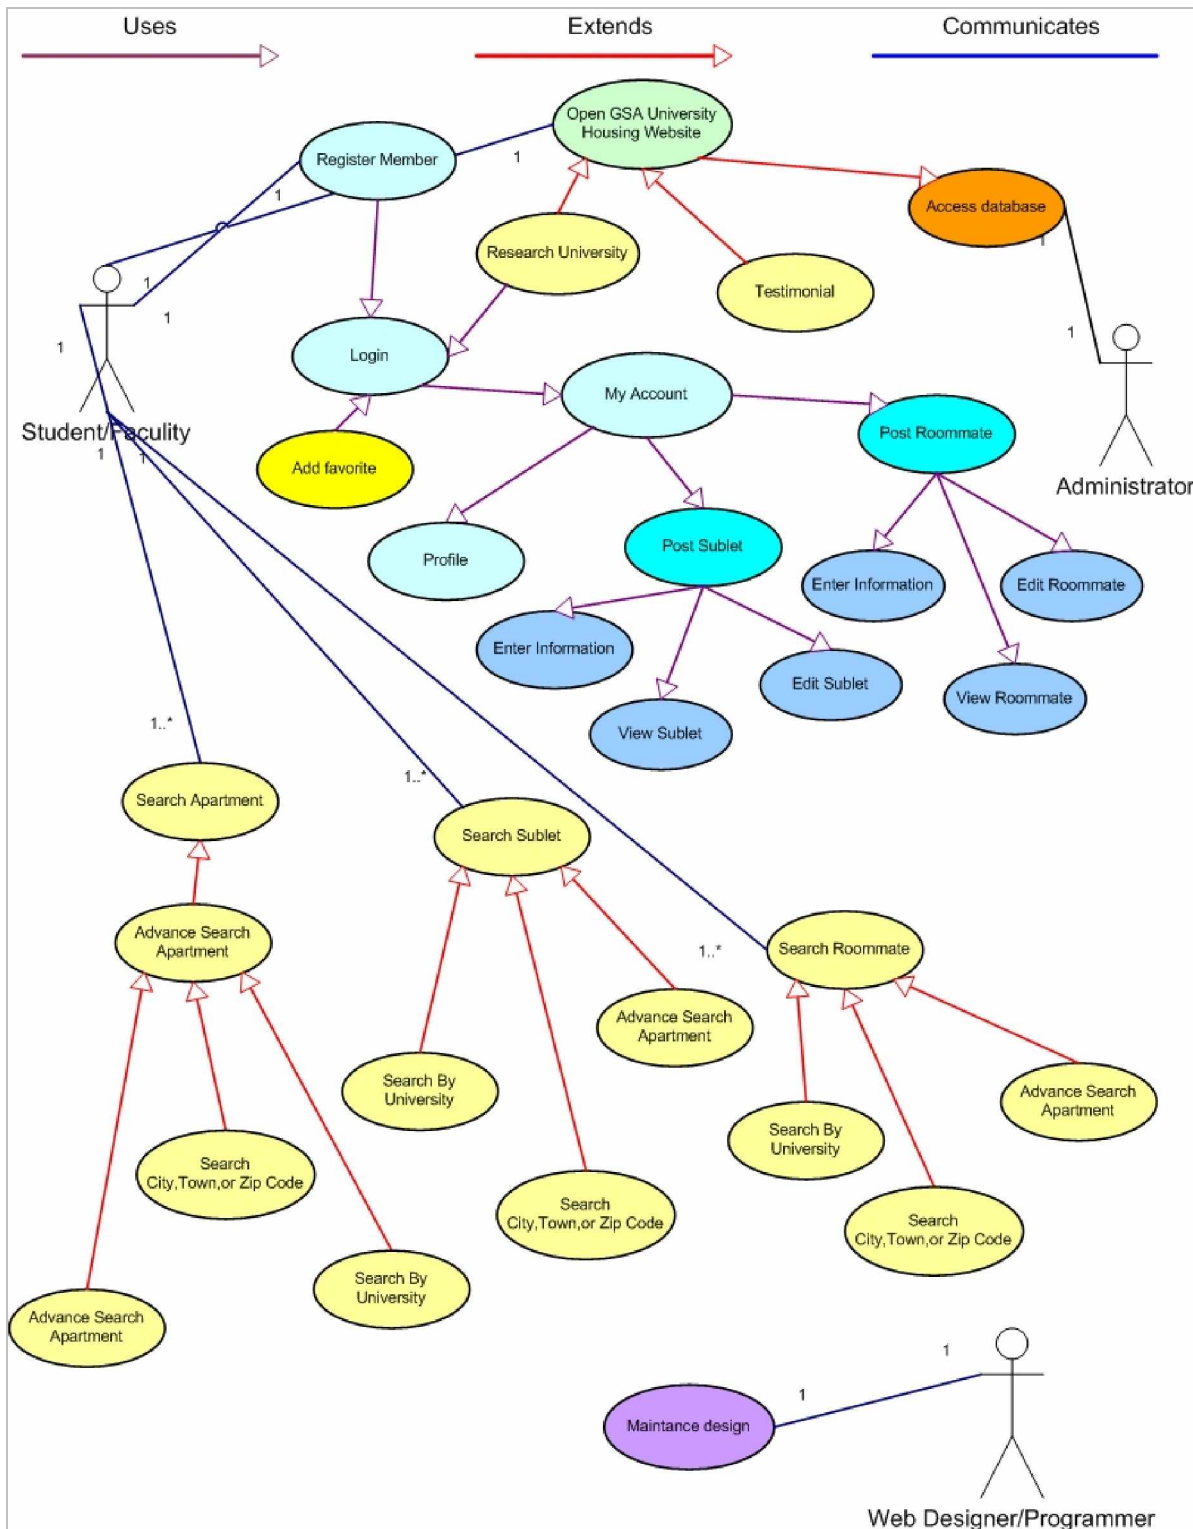 Uses
Extends
Communicates
Open GSA University
Housing Website
1
Register Member
1
Access database
1
Research University
Testimonial
1
1
1
1
Login
My Account
Post Roommate
Student/Faculity
1
1
Add favorite
Administrator
Profile
Post Sublet
Enter Information
Edit Roommate
Enter Information
Edit Sublet
View Roommate
View Sublet
1..*
1..*
Search Apartment
Search Sublet
Advance Search
Apartment
1..*
Search Roommate
Advance Search
Apartment
Search By
University
Advance Search
Apartment
Search By
University
Search
City,Town,or Zip Code
Search
City,Town,or Zip Code
Search
City,Town,or Zip Code
Search By
University
Advance Search
Apartment
1
1
Maintance design
Web Designer/Programmer